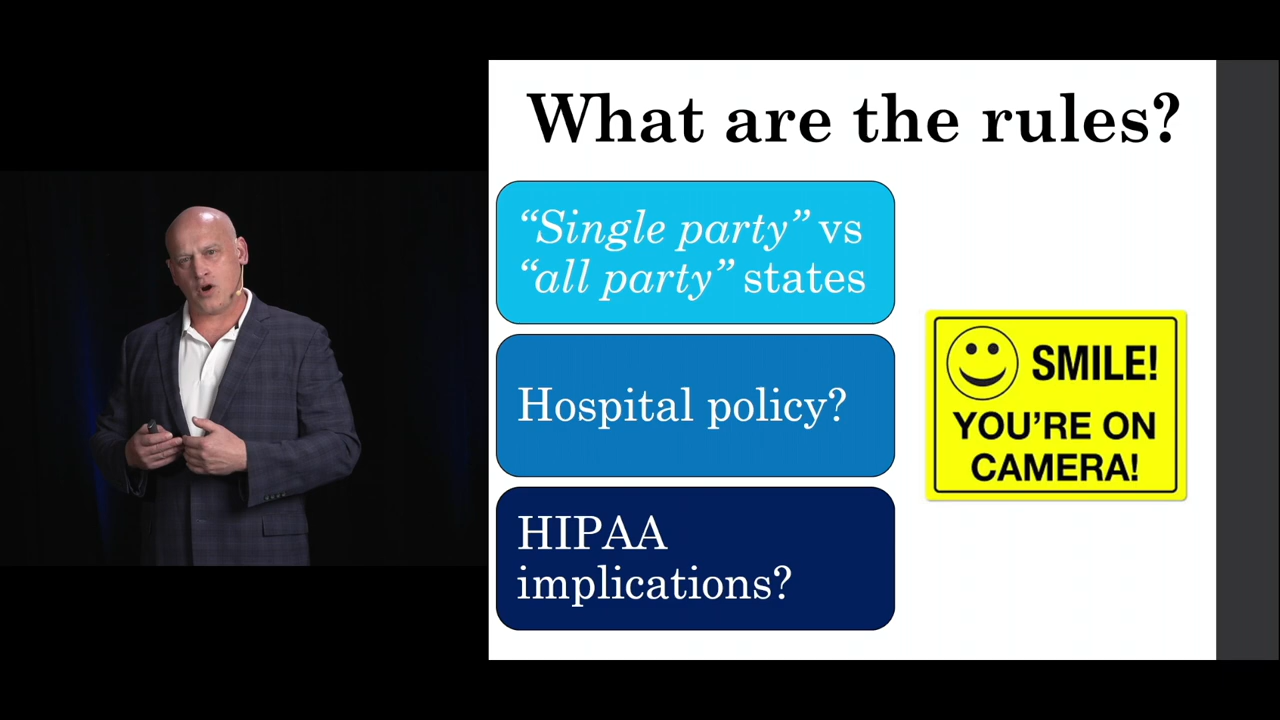 What are the rules?
“Single party” vs
“all party” states
Hospital policy?
HIPAA
implications?
SMILE!
YOU’RE ON
CAMERA!